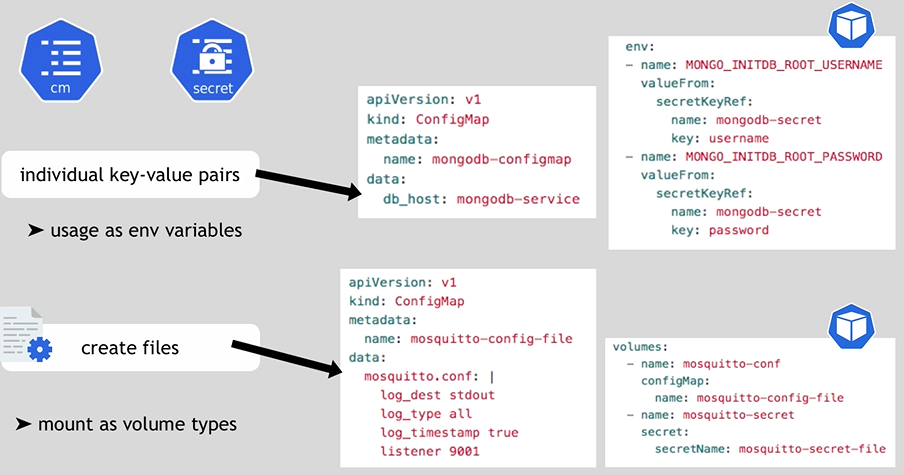 cm
secret
individual key-value pairs
➤ usage as env variables
apiVersion: v1
kind: ConfigMap
metadata:
  name: mongodb-configmap
data:
  db_host: mongodb-service
env:
- name: MONGO_INITDB_ROOT_USERNAME
  valueFrom:
    secretKeyRef:
      name: mongodb-secret
      key: username
- name: MONGO_INITDB_ROOT_PASSWORD
  valueFrom:
    secretKeyRef:
      name: mongodb-secret
      key: password
create files
➤ mount as volume types
apiVersion: v1
kind: ConfigMap
metadata:
  name: mosquitto-config-file
data:
  mosquitto.conf: |
    log_dest stdout
    log_type all
    log_timestamp true
    listener 9001
volumes:
  - name: mosquitto-conf
    configMap:
      name: mosquitto-config-file
  - name: mosquitto-secret
    secret:
      secretName: mosquitto-secret-file